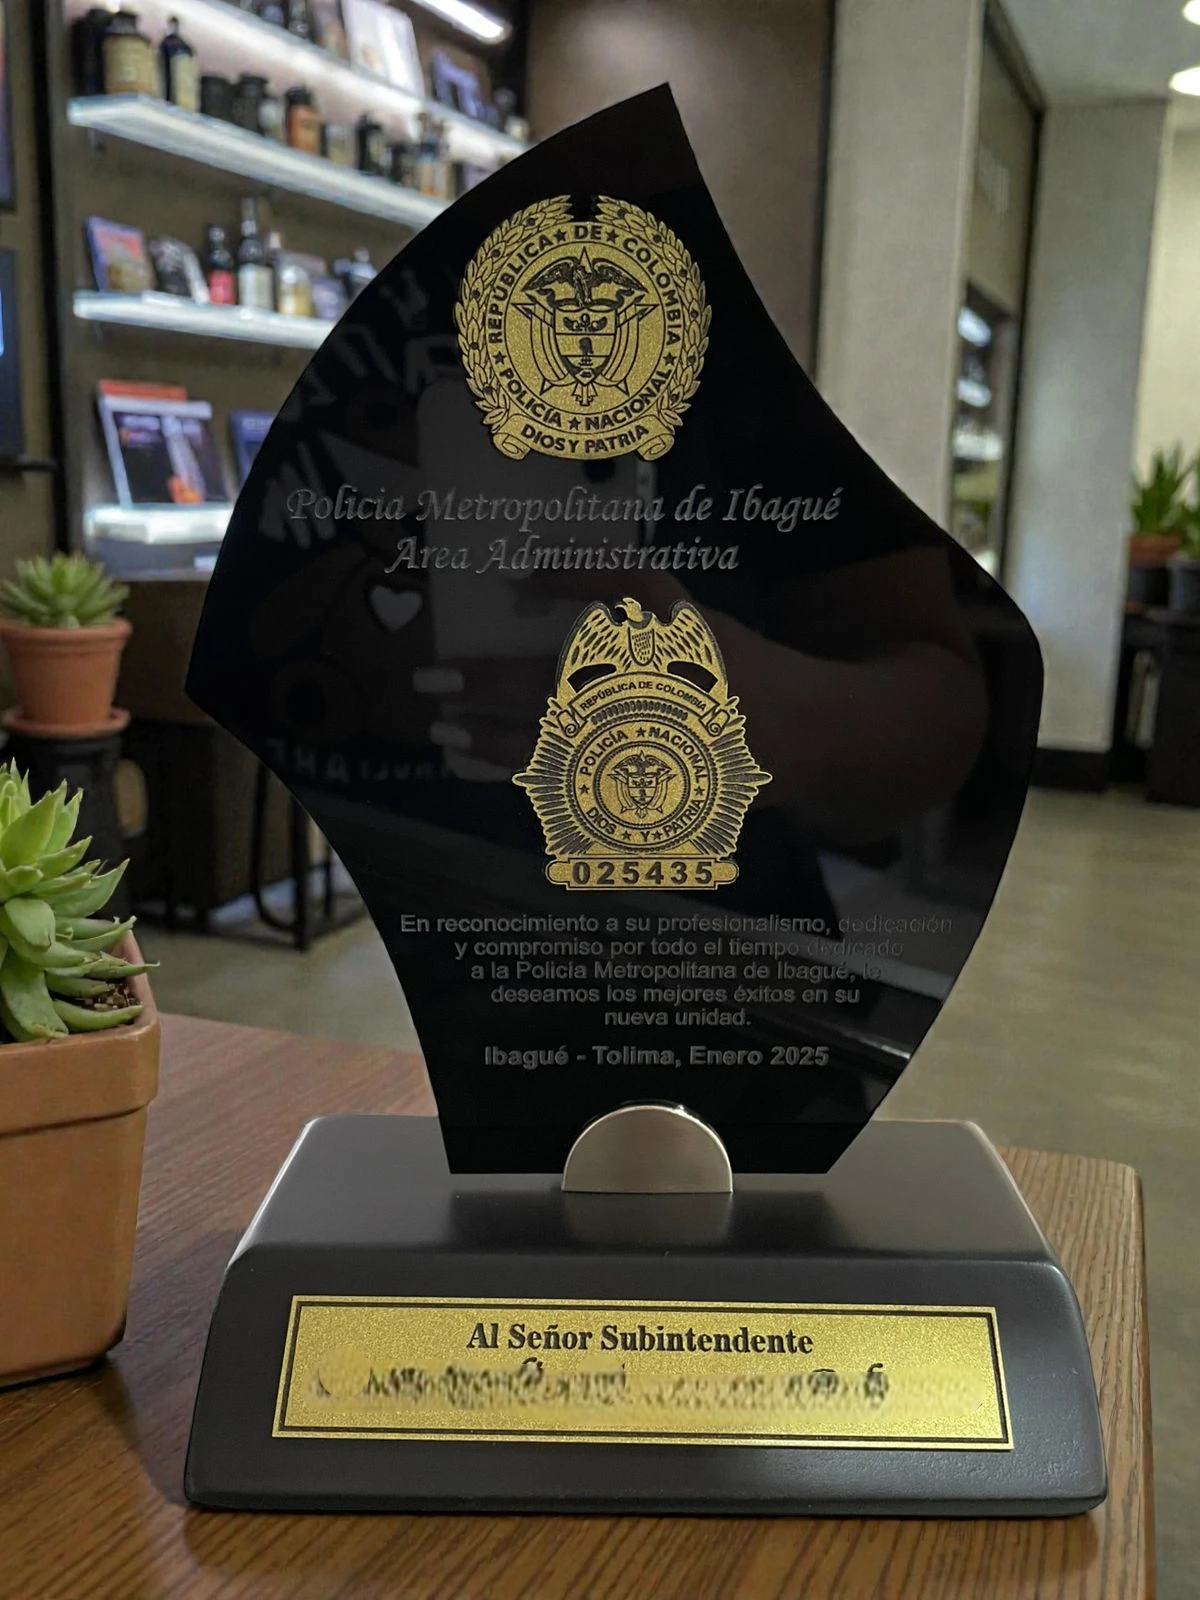 REPÚBLICA ★ DE ★ COLOMBIA
★ POLICÍA ★ NACIONAL ★
DIOS Y PATRIA
Policia Metropolitana de Ibagué
Area Administrativa
REPÚBLICA DE COLOMBIA
POLICÍA ★ NACIONAL
★ DIOS ★ Y ★ PATRIA ★
025435
En reconocimiento a su profesionalismo, dedicación
y compromiso por todo el tiempo dedicado
a la Policía Metropolitana de Ibagué, le
deseamos los mejores éxitos en su
nueva unidad.
Ibagué - Tolima, Enero 2025
Al Señor Subintendente